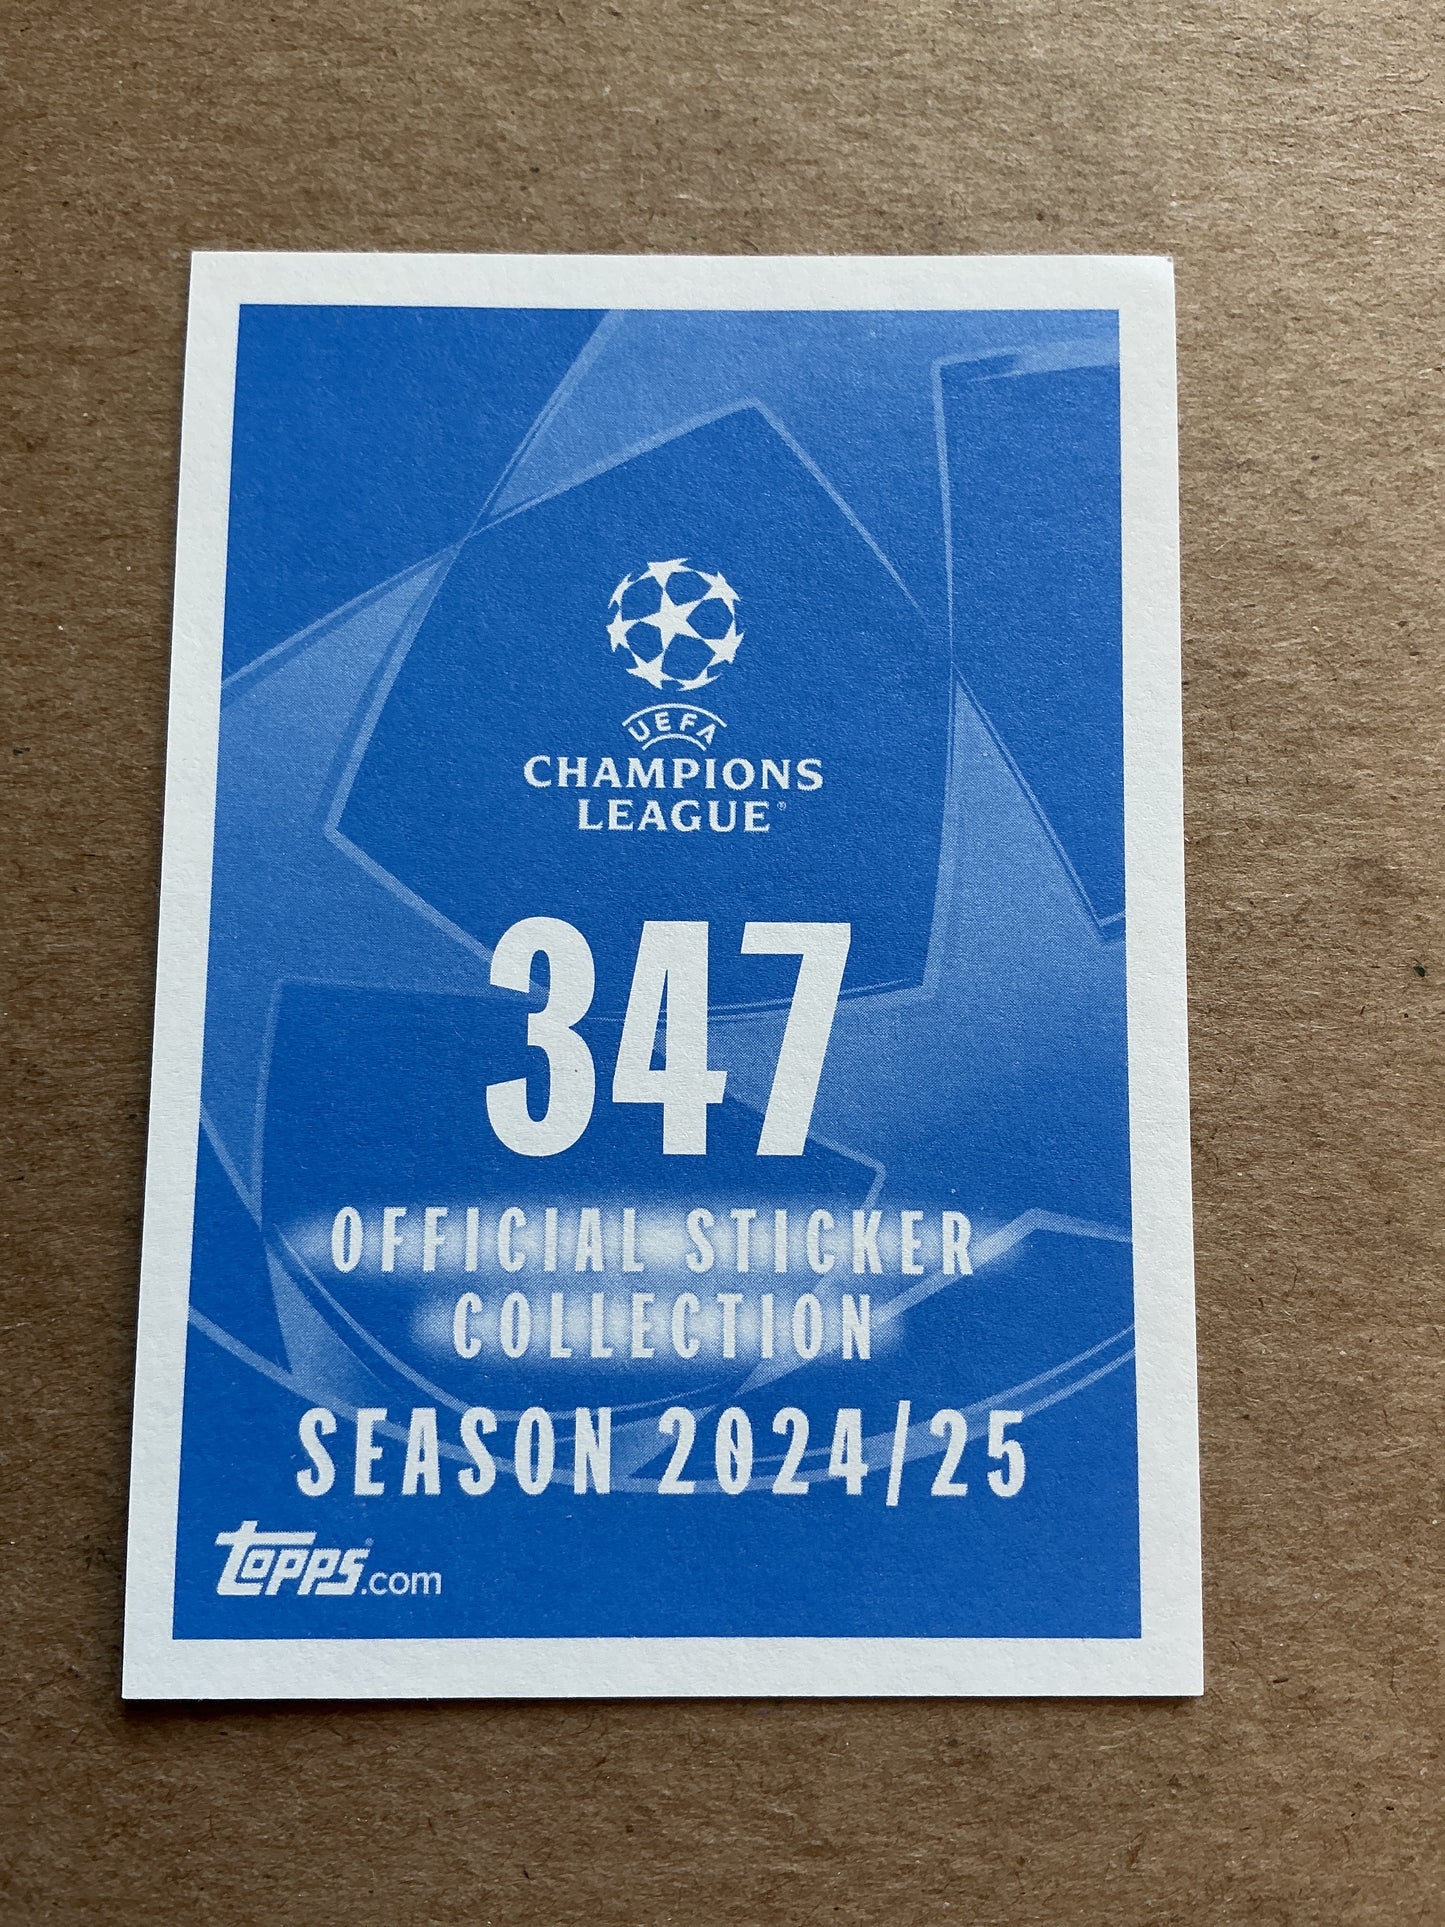 UEFA
CHAMPIONS
LEAGUE®
347
OFFICIAL STICKER
COLLECTION
SEASON 2024/25
topps®.com